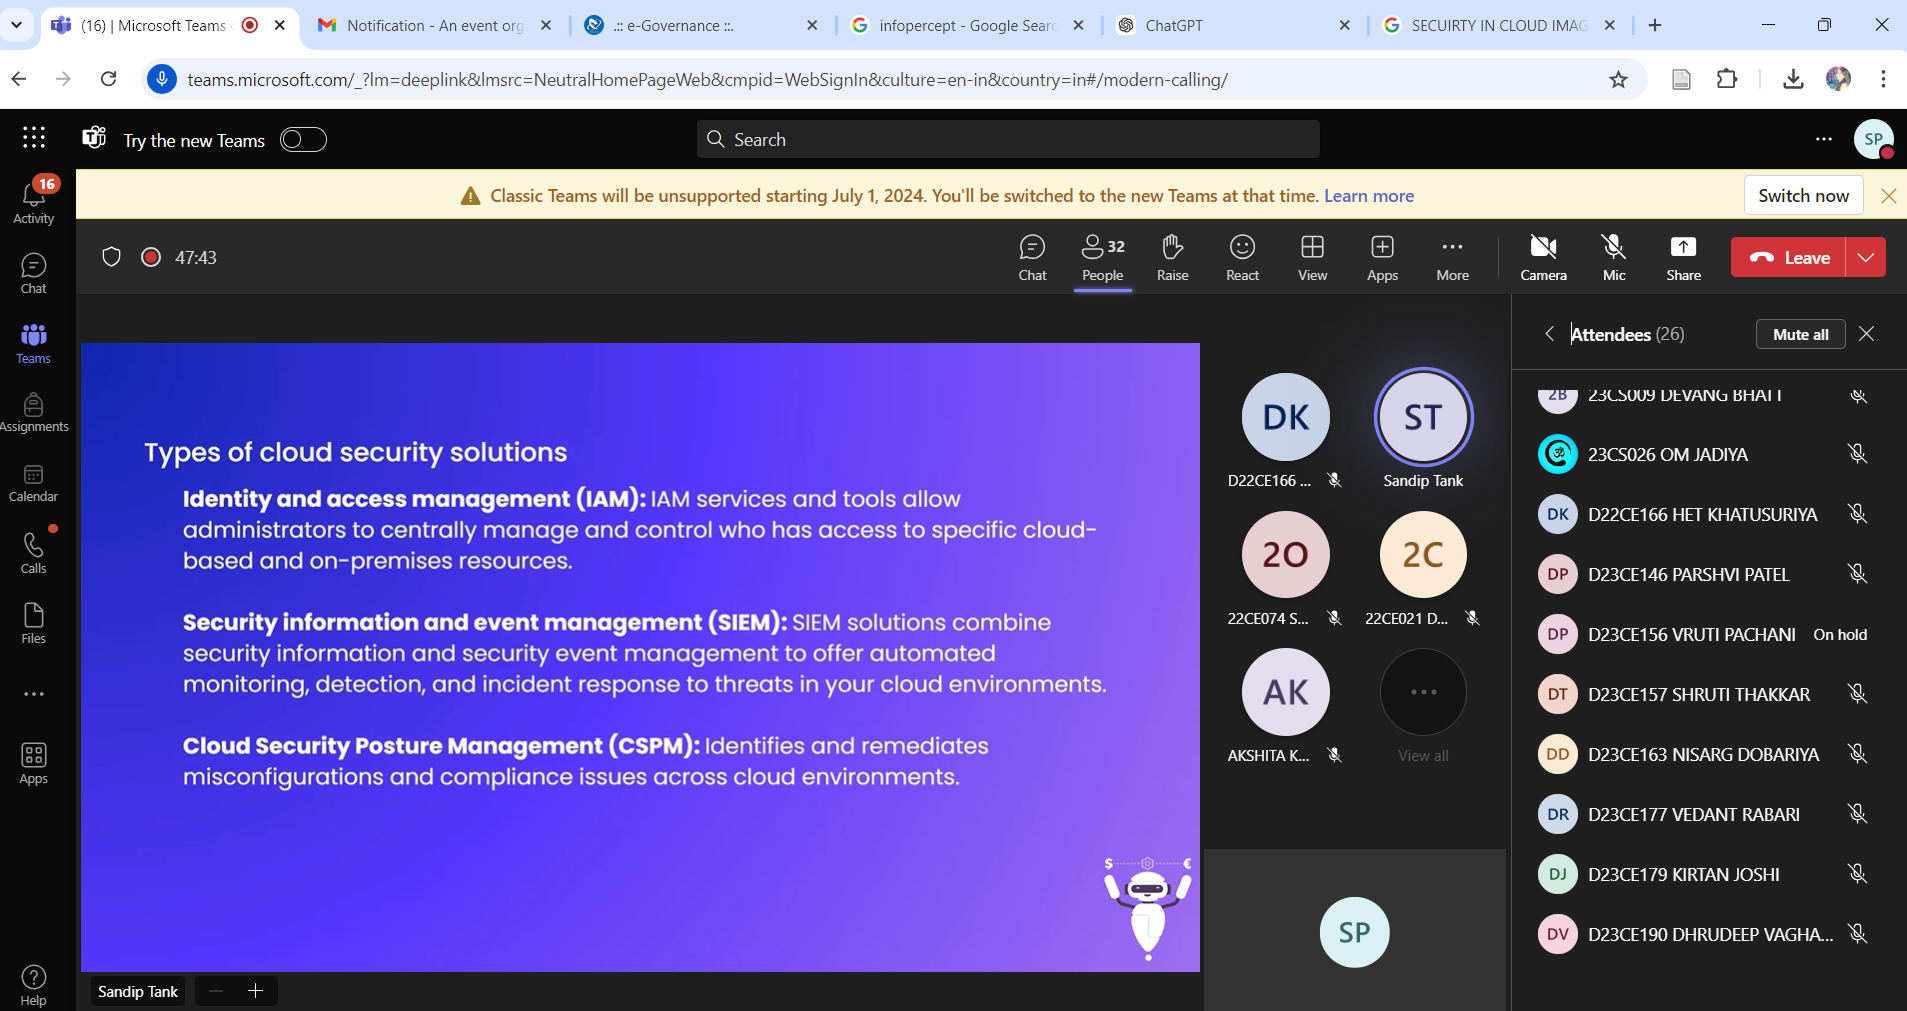 (16) | Microsoft Teams
Notification - An event org
.:: e-Governance ::.
infopercept - Google Searc
ChatGPT
SECUIRTY IN CLOUD IMAG
teams.microsoft.com/_?lm=deeplink&lmsrc=NeutralHomePageWeb&cmpid=WebSignIn&culture=en-in&country=in#/modern-calling/
Try the new Teams
Search
SP
Classic Teams will be unsupported starting July 1, 2024. You'll be switched to the new Teams at that time. Learn more
Switch now
16
Activity
Chat
Teams
Assignments
Calendar
Calls
Files
Apps
Help
47:43
Chat
32
People
Raise
React
View
Apps
More
Camera
Mic
Share
Leave
Types of cloud security solutions
Identity and access management (IAM): IAM services and tools allow
administrators to centrally manage and control who has access to specific cloud-
based and on-premises resources.
Security information and event management (SIEM): SIEM solutions combine
security information and security event management to offer automated
monitoring, detection, and incident response to threats in your cloud environments.
Cloud Security Posture Management (CSPM): Identifies and remediates
misconfigurations and compliance issues across cloud environments.
$ €
Sandip Tank
DK
D22CE166 ...
ST
Sandip Tank
2O
22CE074 S...
2C
22CE021 D...
AK
AKSHITA K...
View all
SP
Attendees (26)
Mute all
2B 23CS009 DEVANG BHATT
ૐ 23CS026 OM JADIYA
DK D22CE166 HET KHATUSURIYA
DP D23CE146 PARSHVI PATEL
DP D23CE156 VRUTI PACHANI On hold
DT D23CE157 SHRUTI THAKKAR
DD D23CE163 NISARG DOBARIYA
DR D23CE177 VEDANT RABARI
DJ D23CE179 KIRTAN JOSHI
DV D23CE190 DHRUDEEP VAGHA...